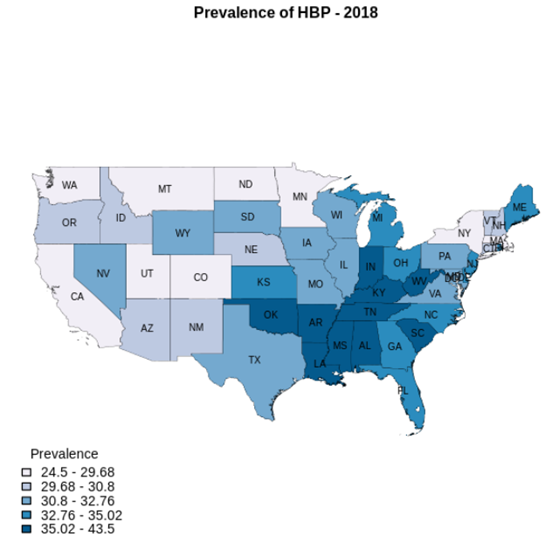 Prevalence of HBP - 2018
WA
MT
ND
MN
ME
OR
ID
SD
WI
MI
VT
NH
NY
MA
WY
IA
NE
PA
NJ
CT
NV
UT
CO
IL
IN
OH
CA
KS
MO
KY
WV
VA
AZ
NM
OK
AR
TN
NC
SC
TX
MS
AL
GA
LA
FL
Prevalence
24.5 - 29.68
29.68 - 30.8
30.8 - 32.76
32.76 - 35.02
35.02 - 43.5